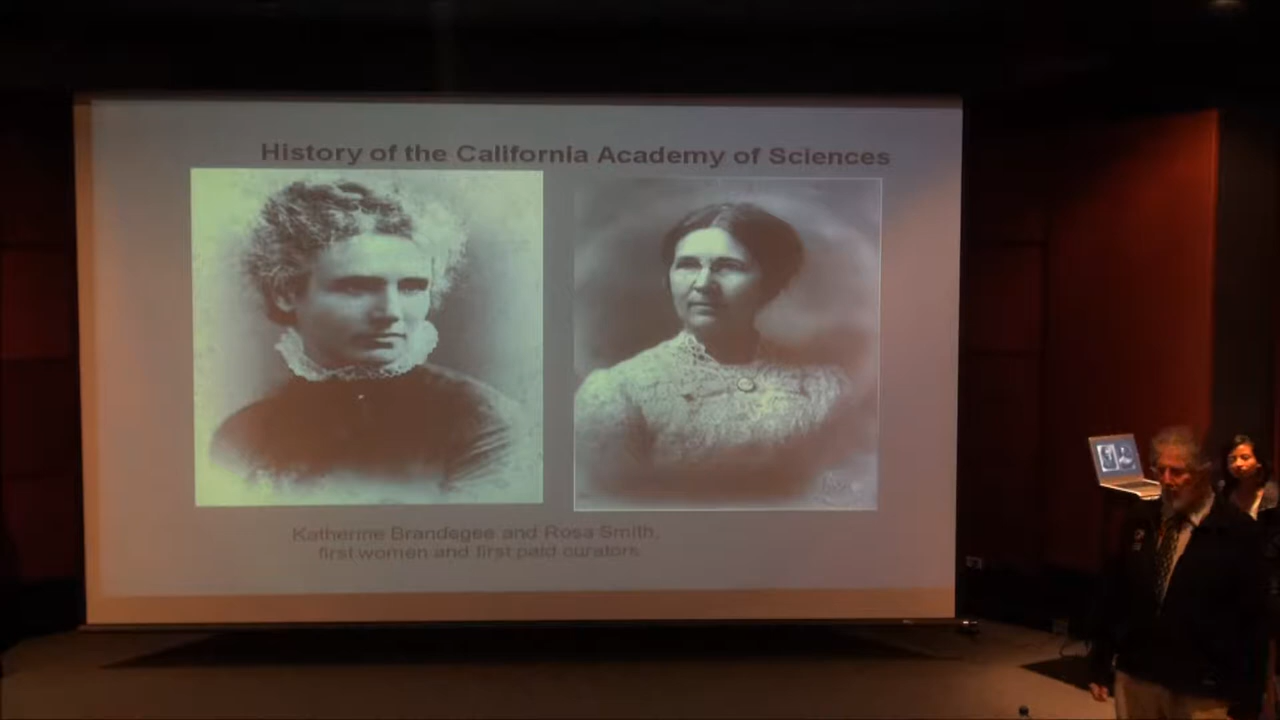 History of the California Academy of Sciences
Katherine Brandegee and Rosa Smith,
first women and first paid curators